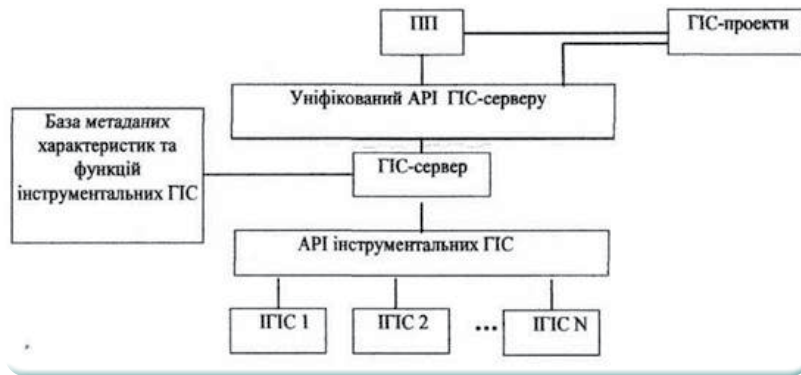 ПП
ГІС-проекти
Уніфікований АРІ ГІС-серверу
База метаданих
характеристик та
функцій
інструментальних ГІС
ГІС-сервер
АРІ інструментальних ГІС
ІГІС 1
ІГІС 2
...
ІГІС N